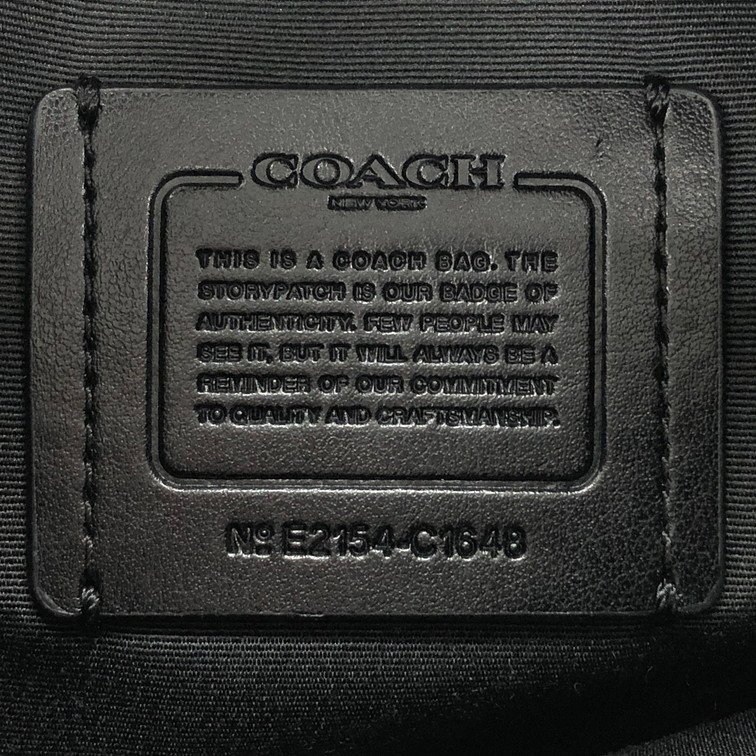 COACH
NEW YORK
THIS IS A COACH BAG. THE
STORYPATCH IS OUR BADGE OF
AUTHENTICITY. FEW PEOPLE MAY
SEE IT, BUT IT WILL ALWAYS BE A
REMINDER OF OUR COMMITMENT
TO QUALITY AND CRAFTSMANSHIP.
Nº E2154-C1648